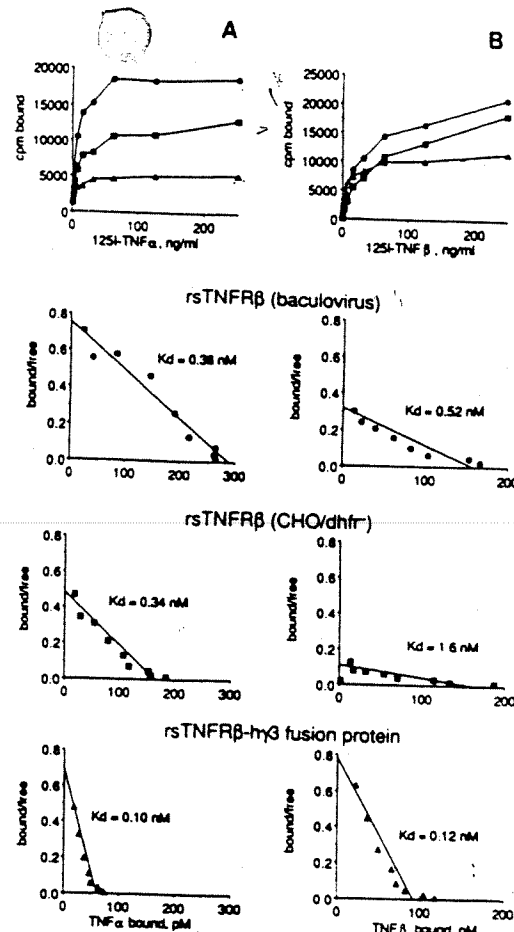 A
B
20000
15000
10000
5000
0
cpm bound
0
100
200
125I-TNFα, ng/ml
25000
20000
15000
10000
5000
0
cpm bound
0
100
200
125I-TNFβ, ng/ml
rsTNFRβ (baculovirus)
0.8
0.6
0.4
0.2
0.0
bound/free
Kd = 0.38 nM
0
100
200
300
0.8
0.6
0.4
0.2
0.0
bound/free
Kd = 0.52 nM
0
100
200
rsTNFRβ (CHO/dhfr⁻)
0.8
0.6
0.4
0.2
0.0
bound/free
Kd = 0.34 nM
0
100
200
300
0.8
0.6
0.4
0.2
0.0
bound/free
Kd = 1.6 nM
0
100
200
rsTNFRβ-hγ3 fusion protein
0.8
0.6
0.4
0.2
0.0
bound/free
Kd = 0.10 nM
0
100
200
300
TNFα bound, pM
0.8
0.6
0.4
0.2
0.0
bound/free
Kd = 0.12 nM
0
100
200
TNFβ bound, pM